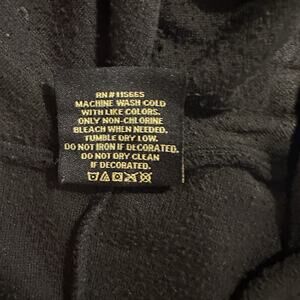 RN# 115665
MACHINE WASH COLD
WITH LIKE COLORS.
ONLY NON-CHLORINE
BLEACH WHEN NEEDED.
TUMBLE DRY LOW.
DO NOT IRON IF DECORATED.
DO NOT DRY CLEAN
IF DECORATED.